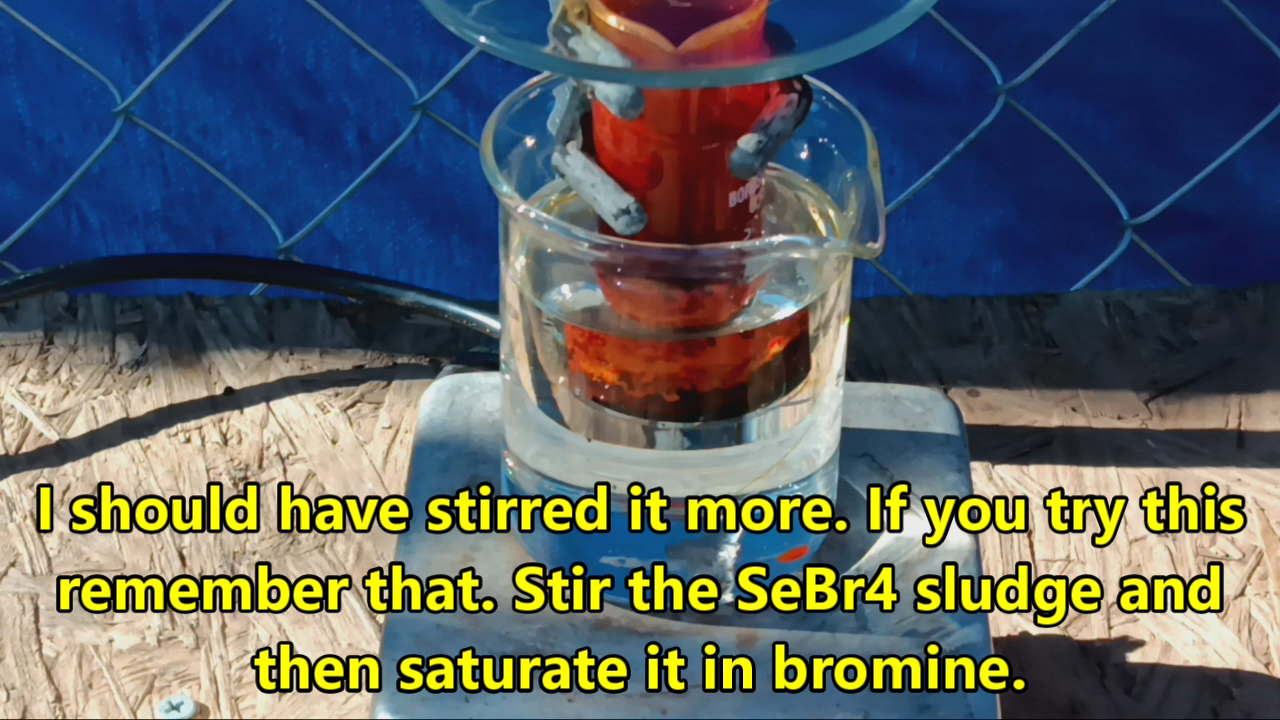 I should have stirred it more. If you try this
remember that. Stir the SeBr4 sludge and
then saturate it in bromine.